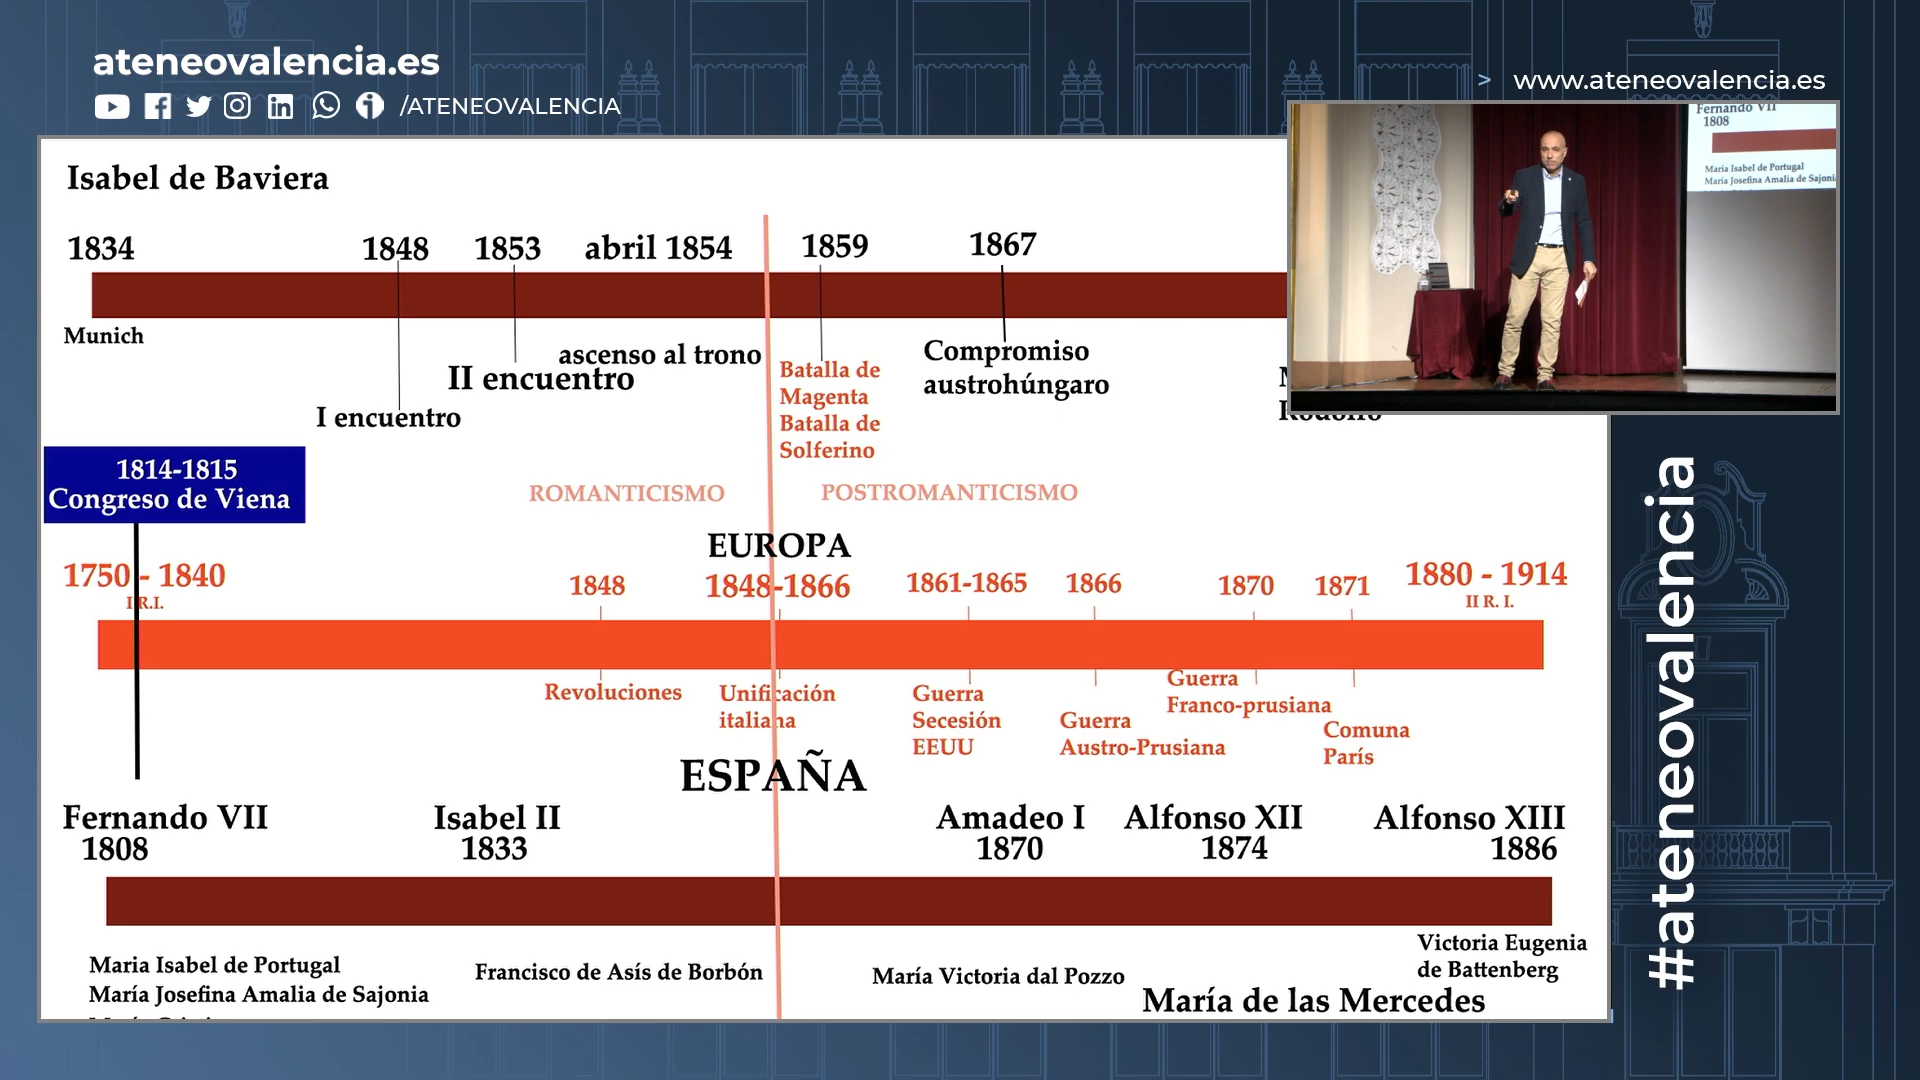 ateneovalencia.es
/ATENEOVALENCIA
> www.ateneovalencia.es
Fernando VII
1808
Maria Isabel de Portugal
María Josefina Amalia de Sajonia
Isabel de Baviera
1834
1848
1853
abril 1854
1859
1867
Munich
I encuentro
II encuentro
ascenso al trono
Batalla de
Magenta
Batalla de
Solferino
Compromiso
austrohúngaro
Rodolfo
1814-1815
Congreso de Viena
ROMANTICISMO
POSTROMANTICISMO
EUROPA
1750 - 1840
I R.I.
1848
1848-1866
1861-1865
1866
1870
1871
1880 - 1914
II R. I.
Revoluciones
Unificación
italiana
Guerra
Secesión
EEUU
Guerra
Austro-Prusiana
Guerra
Franco-prusiana
Comuna
París
ESPAÑA
Fernando VII
1808
Isabel II
1833
Amadeo I
1870
Alfonso XII
1874
Alfonso XIII
1886
Maria Isabel de Portugal
María Josefina Amalia de Sajonia
Francisco de Asís de Borbón
María Victoria dal Pozzo
María de las Mercedes
Victoria Eugenia
de Battenberg
#ateneovalencia